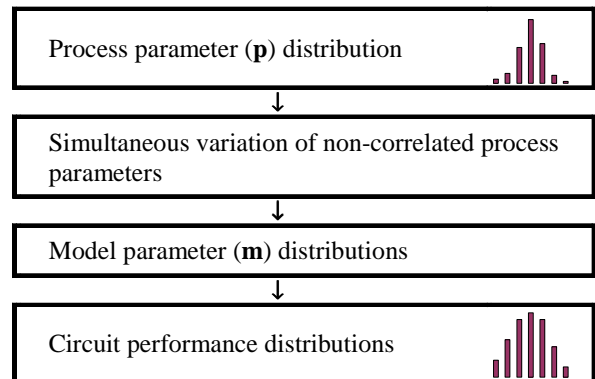 Process parameter (p) distribution
↓
Simultaneous variation of non-correlated process
parameters
↓
Model parameter (m) distributions
↓
Circuit performance distributions